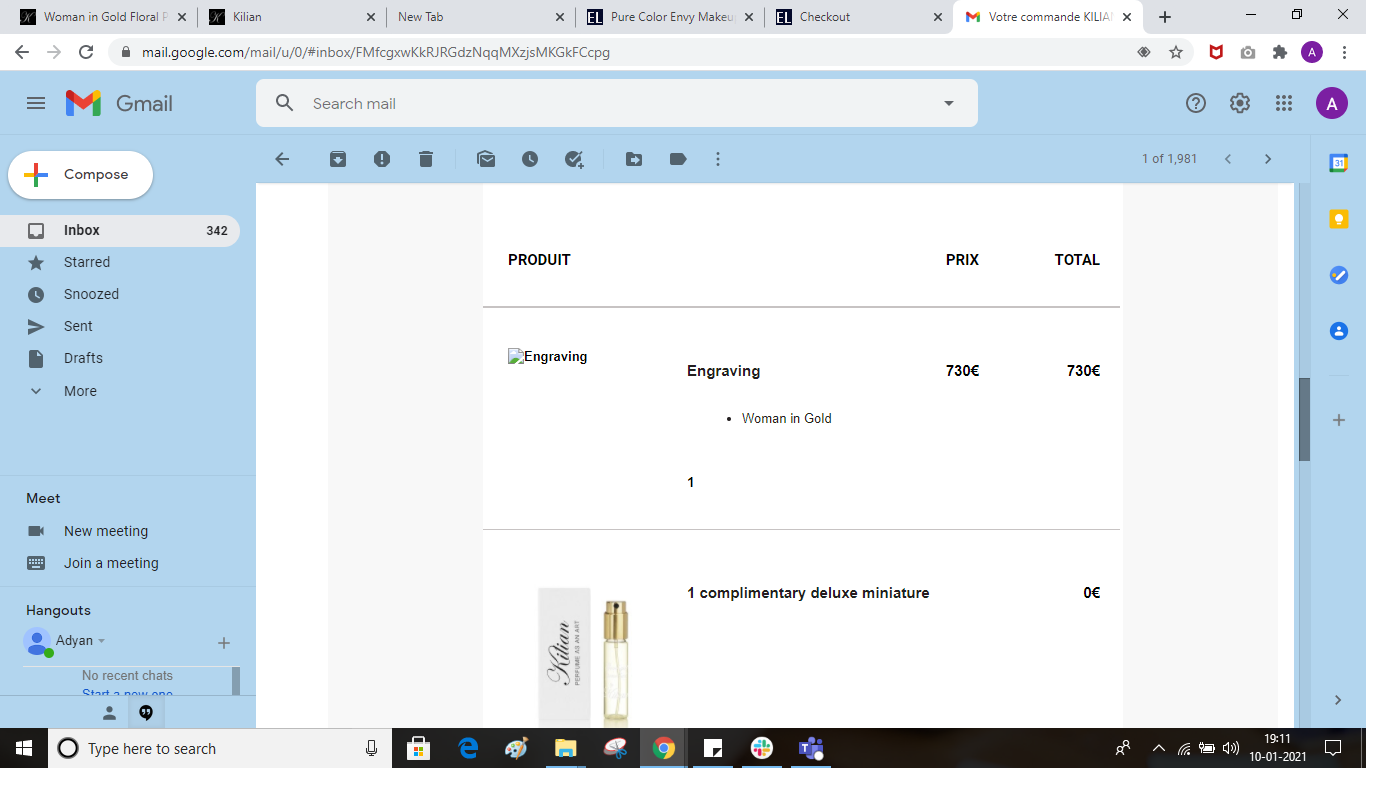 Woman in Gold Floral P
Kilian
New Tab
EL Pure Color Envy Makeu
EL Checkout
Votre commande KILIAN
mail.google.com/mail/u/0/#inbox/FMfcgxwKkRJRGdzNqqMXzjsMKGkFCcpg
A
Gmail
Search mail
A
Compose
1 of 1,981
31
Inbox 342
Starred
Snoozed
Sent
Drafts
More
Meet
New meeting
Join a meeting
Hangouts
Adyan
No recent chats
Start a new one
PRODUIT PRIX TOTAL
Engraving
Engraving 730€ 730€
• Woman in Gold
1
1 complimentary deluxe miniature 0€
Kilian
PERFUME AS AN ART
Type here to search
19:11
10-01-2021